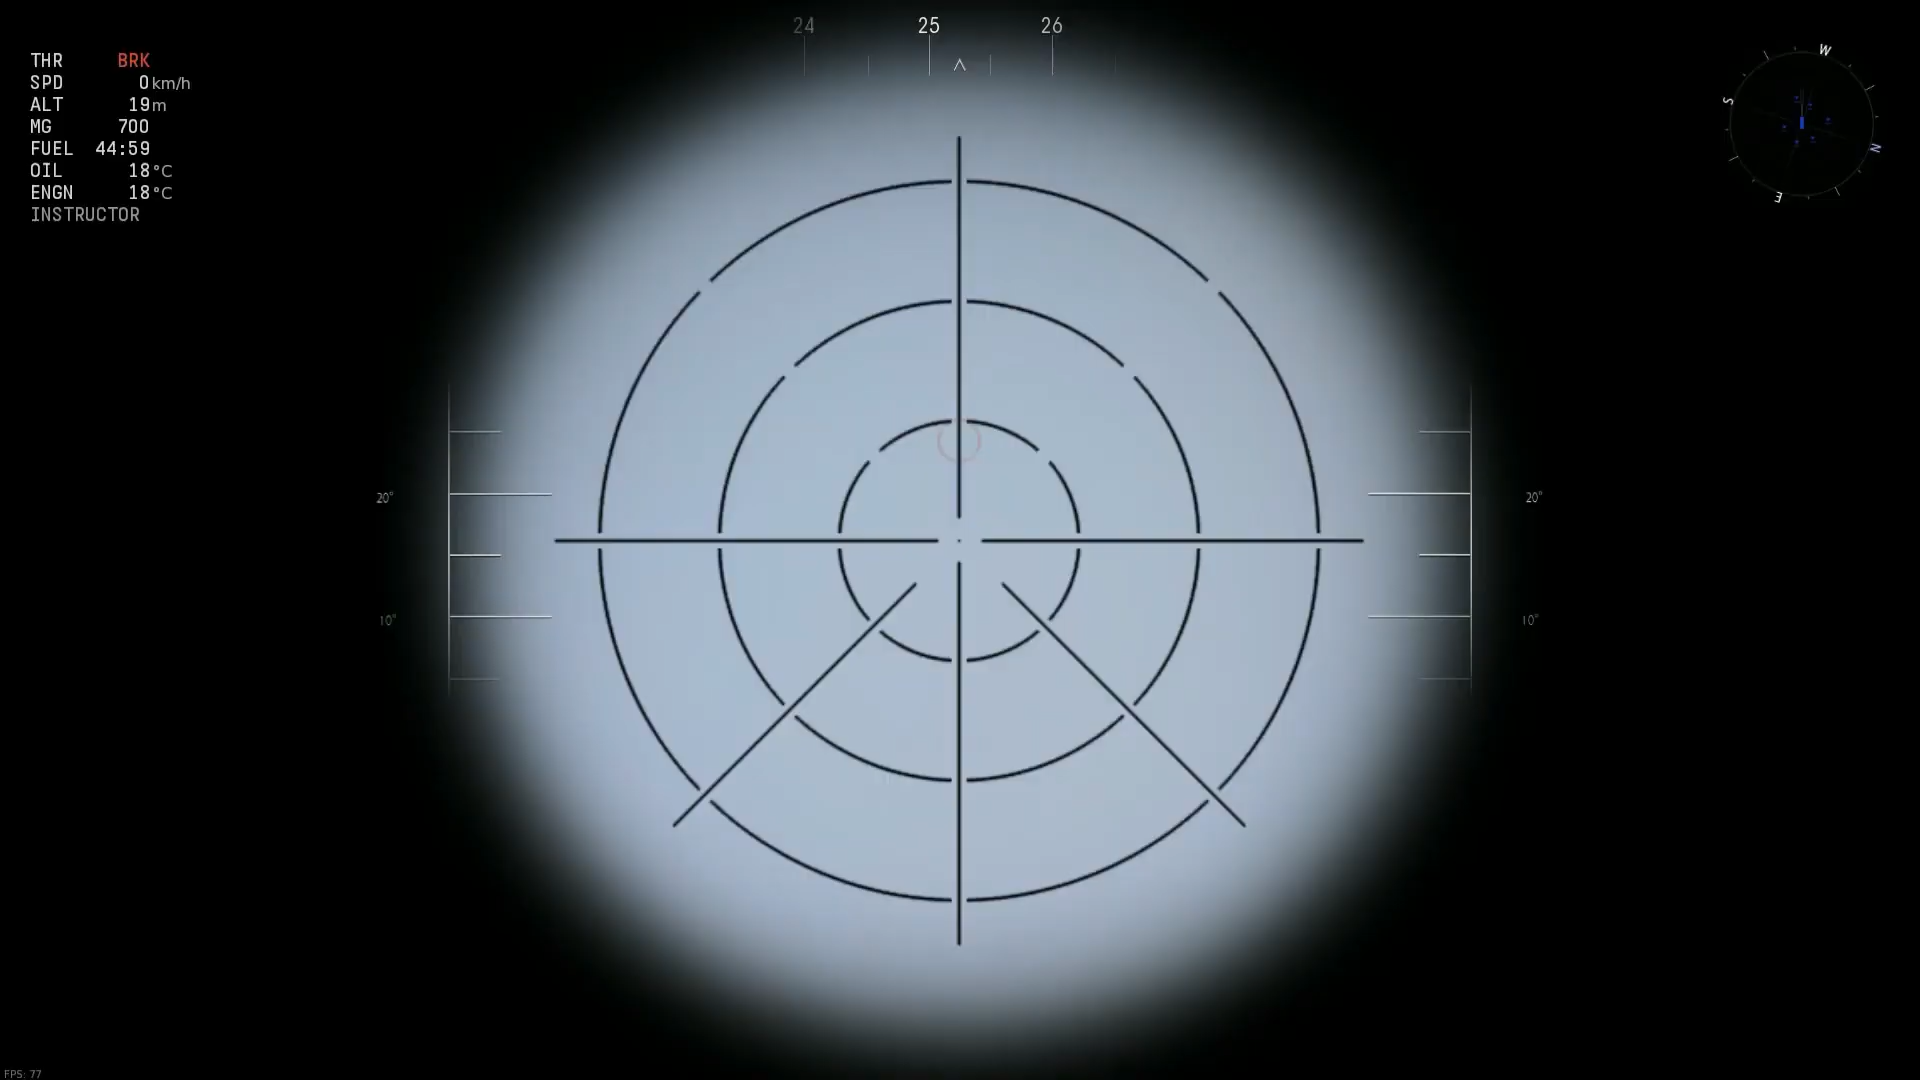 24 25 26
THR BRK
SPD 0km/h
ALT 19m
MG 700
FUEL 44:59
OIL 18°C
ENGN 18°C
INSTRUCTOR
W
S
N
E
20° 20°
10° 10°
FPS: 77